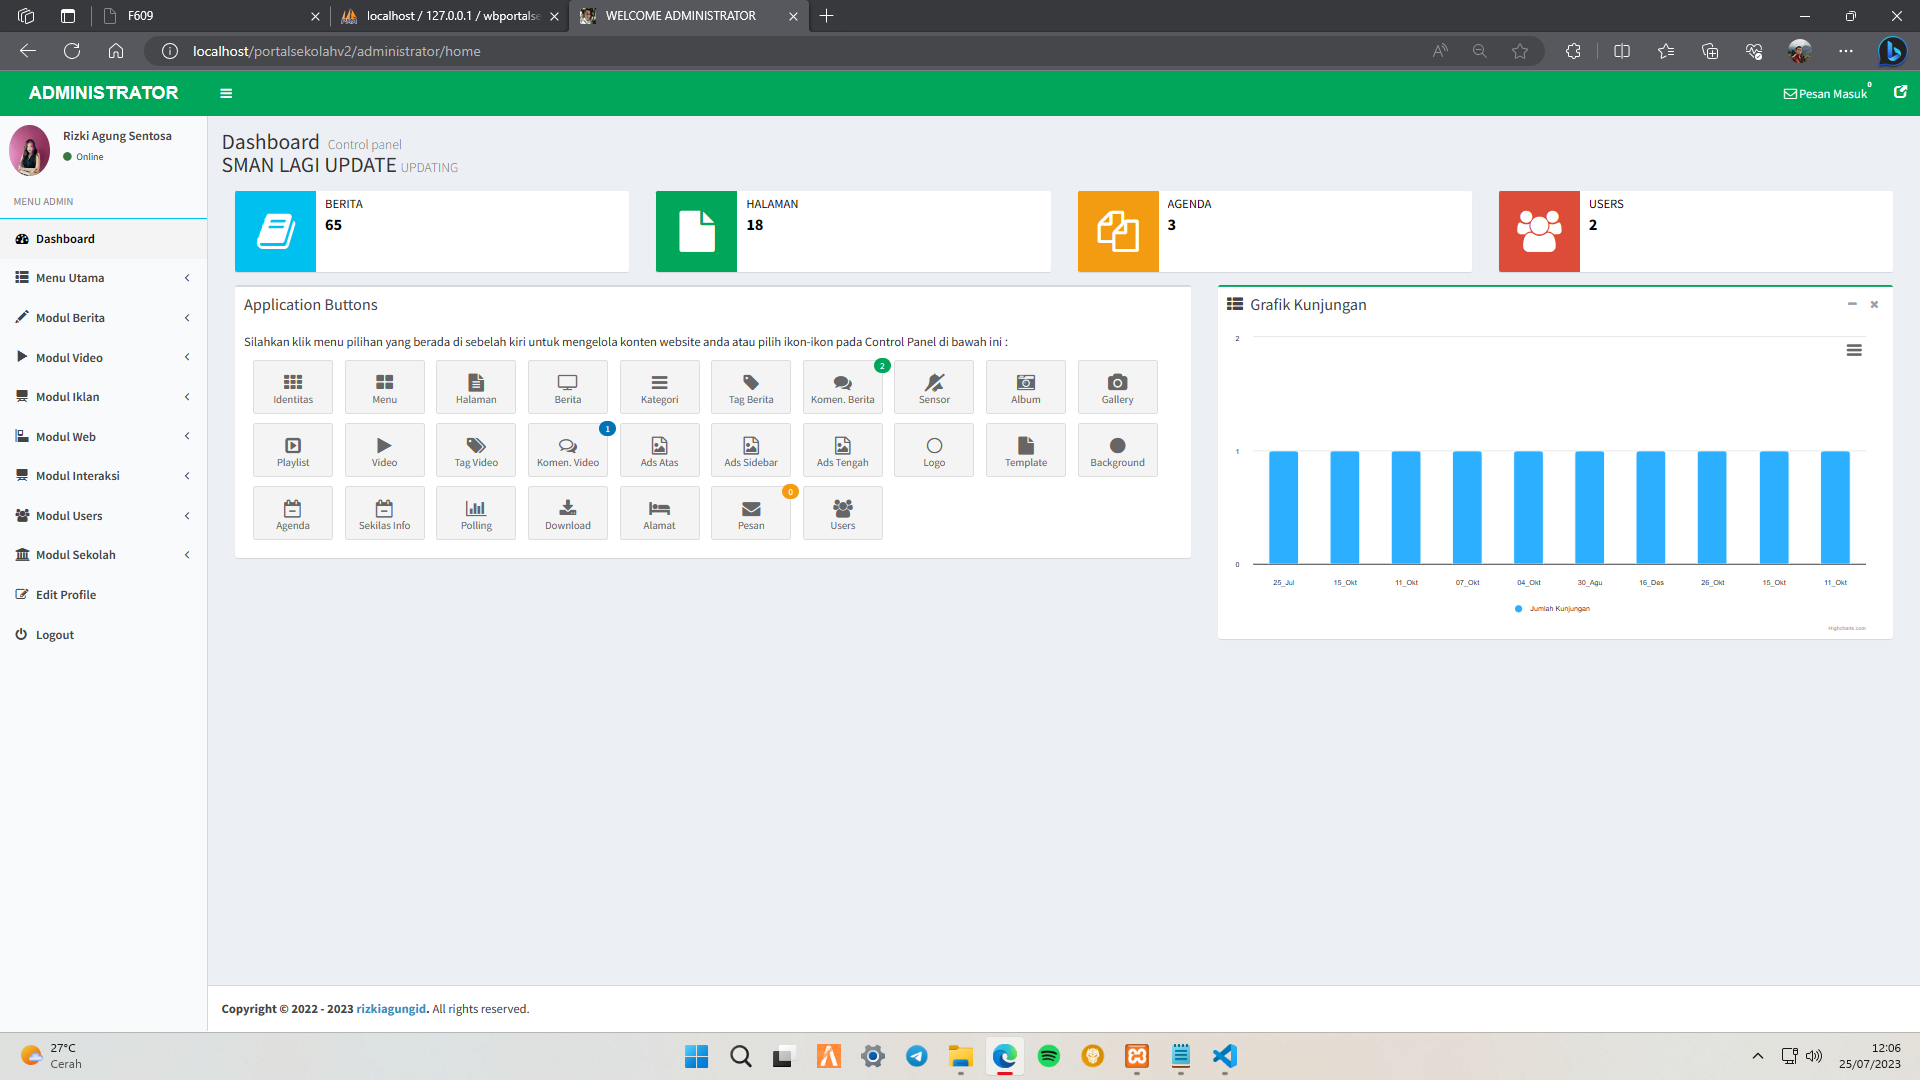 F609
localhost / 127.0.0.1 / wbportalse
WELCOME ADMINISTRATOR
localhost/portalsekolahv2/administrator/home
ADMINISTRATOR
Pesan Masuk 0
Rizki Agung Sentosa
Online
MENU ADMIN
Dashboard
Menu Utama
Modul Berita
Modul Video
Modul Iklan
Modul Web
Modul Interaksi
Modul Users
Modul Sekolah
Edit Profile
Logout
Dashboard Control panel
SMAN LAGI UPDATE UPDATING
BERITA
65
HALAMAN
18
AGENDA
3
USERS
2
Application Buttons
Silahkan klik menu pilihan yang berada di sebelah kiri untuk mengelola konten website anda atau pilih ikon-ikon pada Control Panel di bawah ini :
2
Identitas Menu Halaman Berita Kategori Tag Berita Komen. Berita Sensor Album Gallery
1
Playlist Video Tag Video Komen. Video Ads Atas Ads Sidebar Ads Tengah Logo Template Background
0
Agenda Sekilas Info Polling Download Alamat Pesan Users
Grafik Kunjungan
2
1
0
25_Jul 15_Okt 11_Okt 07_Okt 04_Okt 30_Agu 16_Des 26_Okt 15_Okt 11_Okt
Jumlah Kunjungan
Highcharts.com
Copyright © 2022 - 2023 rizkiagungid. All rights reserved.
27°C
Cerah
12:06
25/07/2023